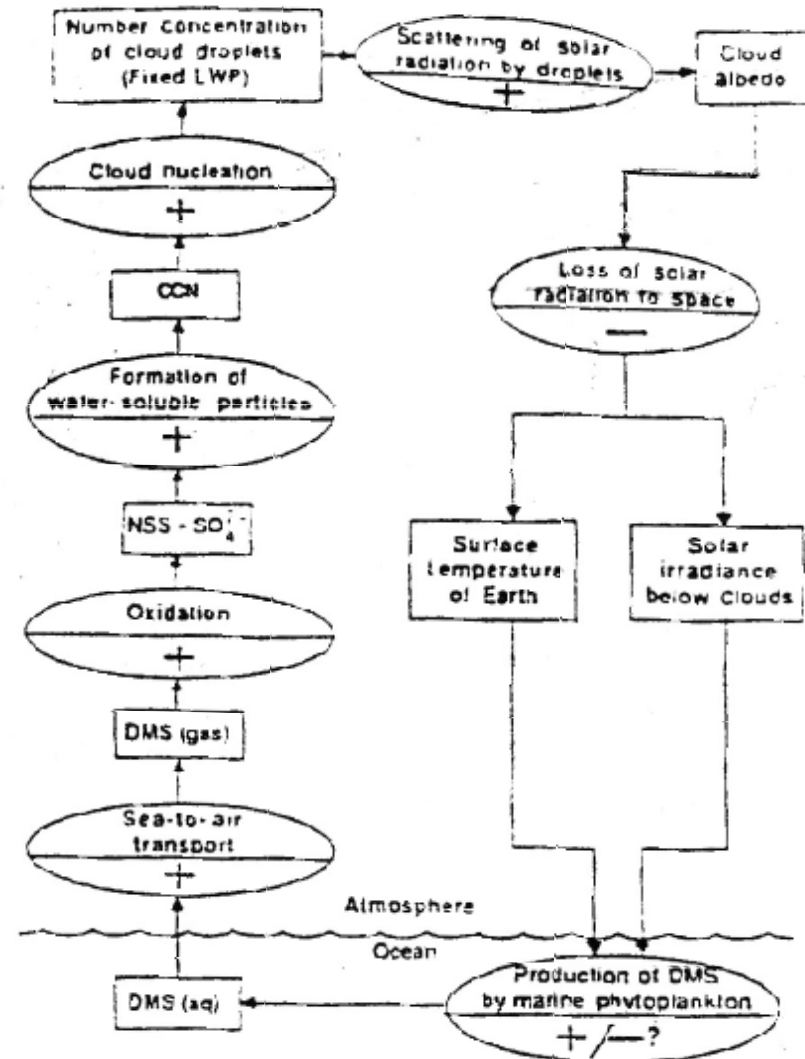 Number Concentration
of cloud droplets
(Fixed LWP)
Scattering of solar
radiation by droplets
+
Cloud
albedo
Cloud nucleation
+
Loss of solar
radiation to space
—
CCN
Formation of
water-soluble particles
+
NSS - SO₄⁻⁻
Surface
temperature
of Earth
Solar
irradiance
below clouds
Oxidation
+
DMS (gas)
Sea-to-air
transport
+
Atmosphere
Ocean
DMS (aq)
Production of DMS
by marine phytoplankton
+ /— ?